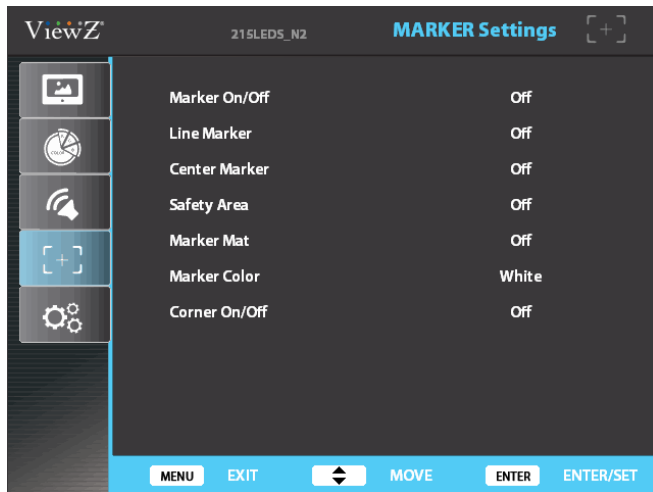 ViewZ 215LEDS_N2 MARKER Settings
Marker On/Off Off
Line Marker Off
Center Marker Off
Safety Area Off
Marker Mat Off
Marker Color White
Corner On/Off Off
COLOR
MENU EXIT MOVE ENTER ENTER/SET